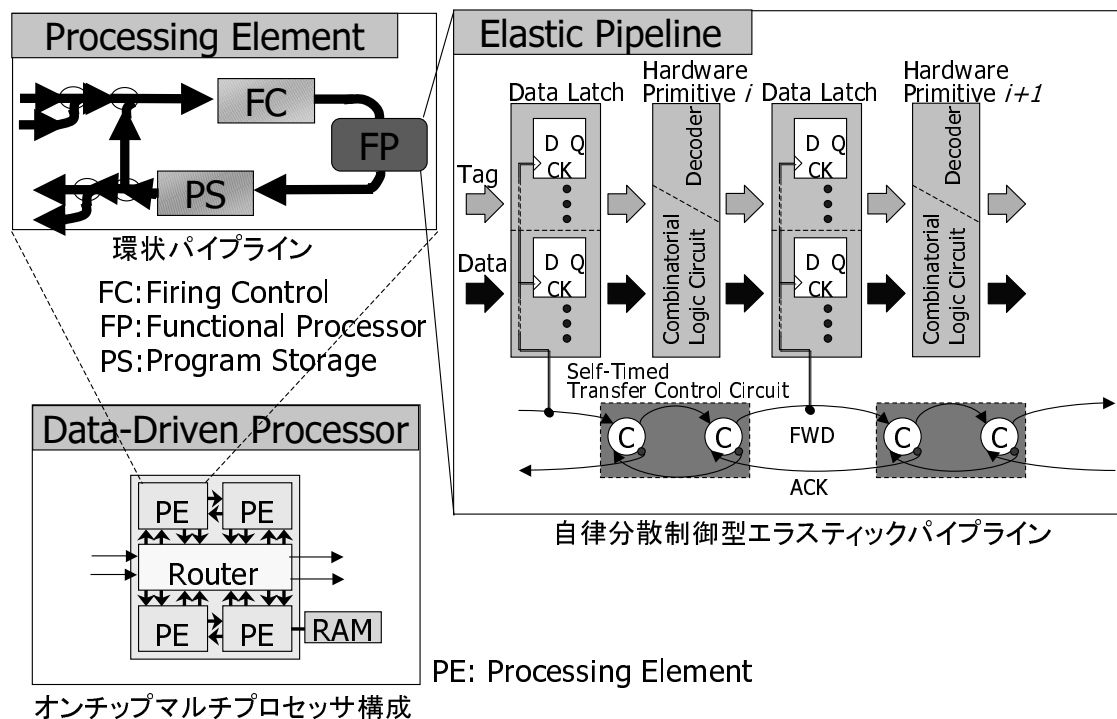 Processing Element
FC
FP
PS
環状パイプライン
FC:Firing Control
FP:Functional Processor
PS:Program Storage
Elastic Pipeline
Data Latch
Hardware
Primitive i
Data Latch
Hardware
Primitive i+1
Tag
Data
D Q
CK
D Q
CK
Decoder
Combinatorial
Logic Circuit
D Q
CK
D Q
CK
Decoder
Combinatorial
Logic Circuit
Self-Timed
Transfer Control Circuit
C
C
FWD
C
C
ACK
自律分散制御型エラスティックパイプライン
Data-Driven Processor
PE
PE
Router
PE
PE
RAM
PE: Processing Element
オンチップマルチプロセッサ構成